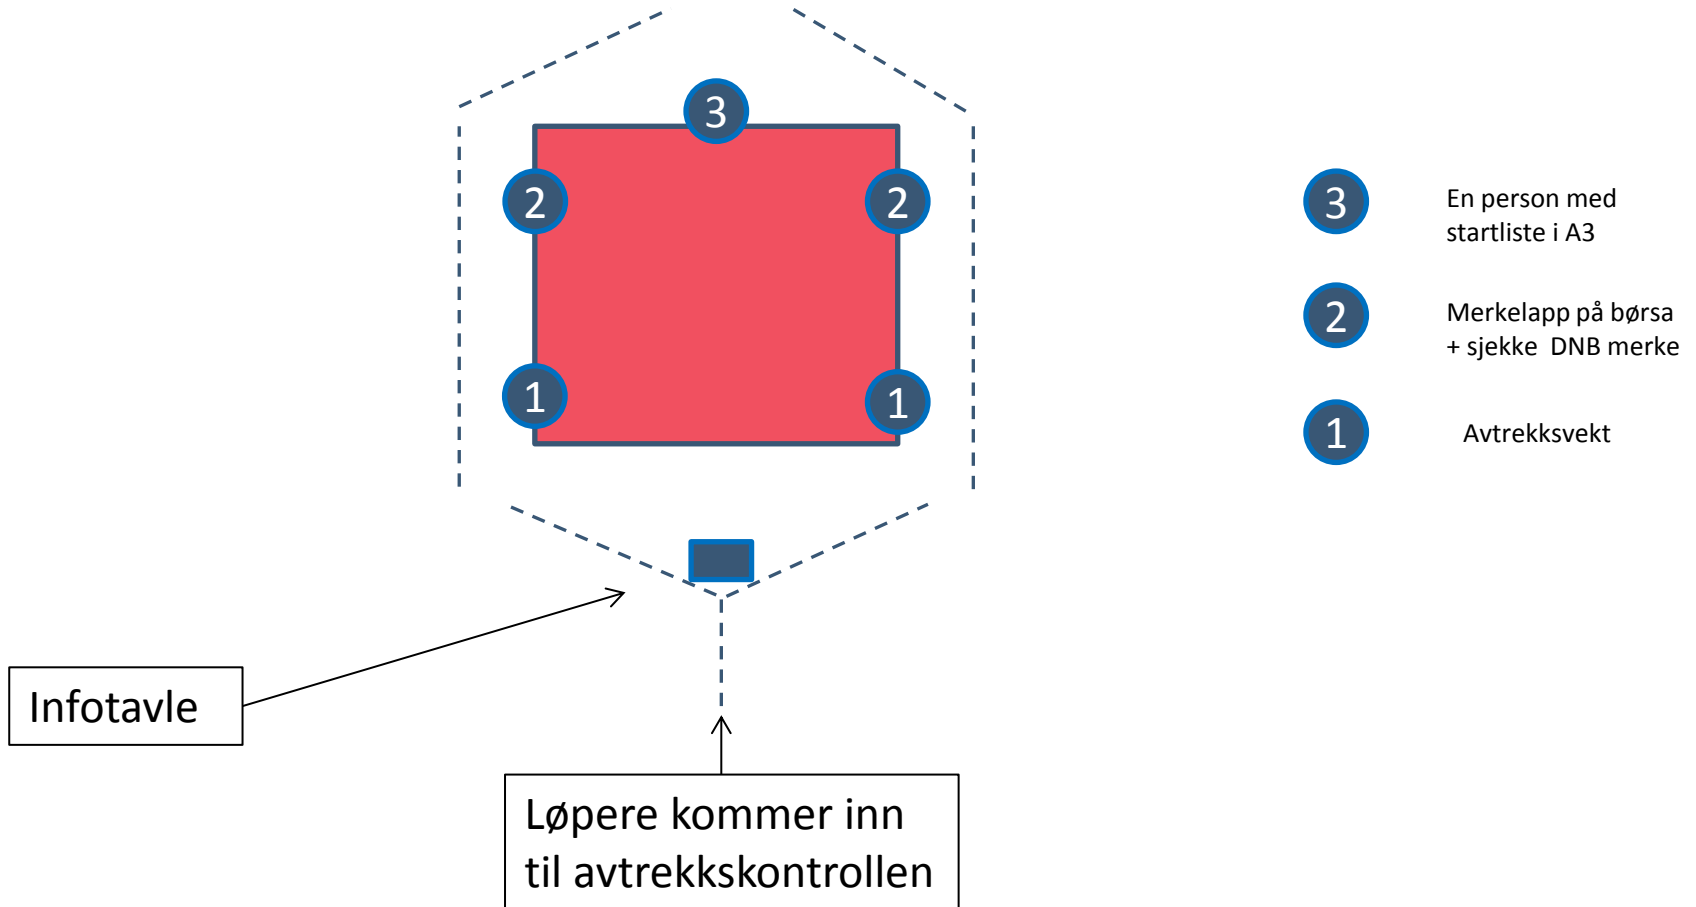 3
2
2
1
1
3
En person med
startliste i A3
2
Merkelapp på børsa
+ sjekke DNB merke
1
Avtrekksvekt
Infotavle
Løpere kommer inn
til avtrekkskontrollen